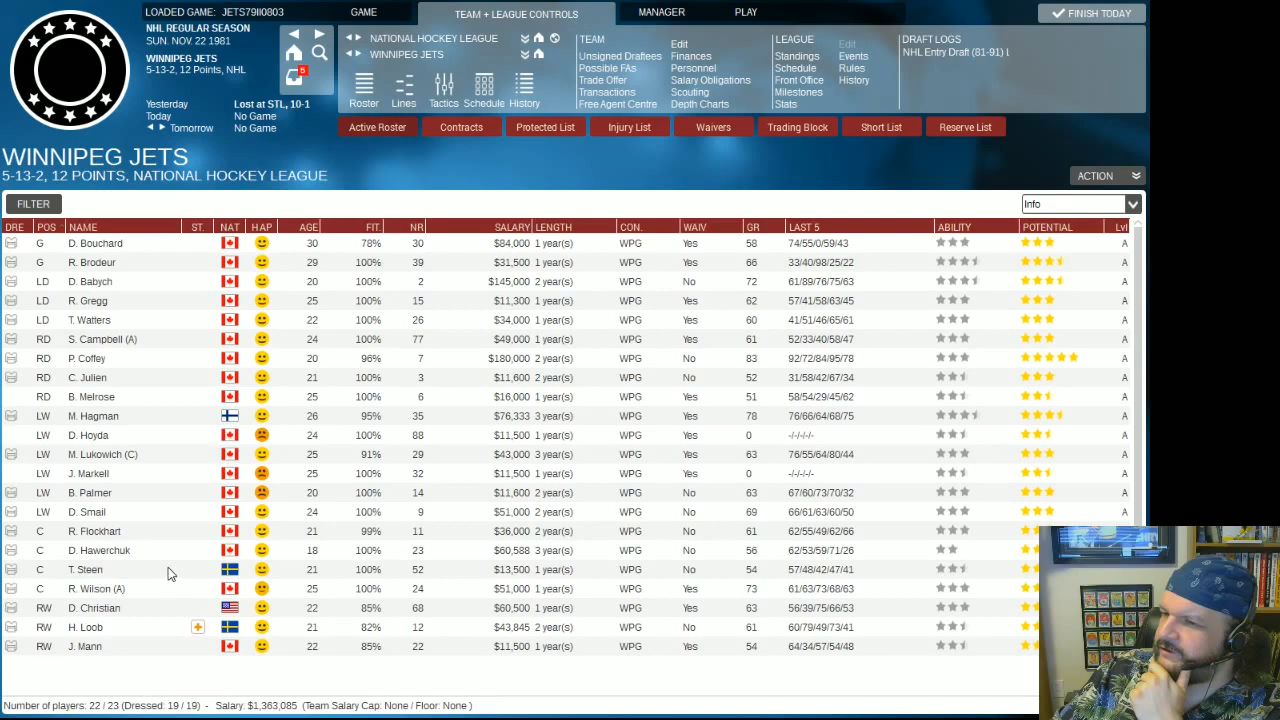 LOADED GAME: JETS79II0803 GAME TEAM + LEAGUE CONTROLS MANAGER PLAY FINISH TODAY
NHL REGULAR SEASON
SUN. NOV. 22 1981
WINNIPEG JETS
5-13-2, 12 POINTS, NHL
Yesterday Lost at STL, 10-1
Today No Game
Tomorrow No Game
5
NATIONAL HOCKEY LEAGUE
WINNIPEG JETS
Roster Lines Tactics Schedule History
TEAM
Unsigned Draftees
Possible FAs
Trade Offer
Transactions
Free Agent Centre
Edit
Finances
Personnel
Salary Obligations
Scouting
Depth Charts
LEAGUE
Standings
Schedule
Front Office
Milestones
Stats
Edit
Events
Rules
History
DRAFT LOGS
NHL Entry Draft (81-91) L
Active Roster Contracts Protected List Injury List Waivers Trading Block Short List Reserve List
WINNIPEG JETS
5-13-2, 12 POINTS, NATIONAL HOCKEY LEAGUE
ACTION
FILTER Info
DRE POS NAME ST. NAT HAP AGE FIT. NR SALARY LENGTH CON. WAIV GR LAST 5 ABILITY POTENTIAL Lvl
G D. Bouchard 30 78% 30 $84,000 1 year(s) WPG Yes 58 74/55/0/59/43 A
G R. Brodeur 29 100% 39 $31,500 1 year(s) WPG Yes 66 33/40/98/25/22 A
LD D. Babych 20 100% 2 $145,000 2 year(s) WPG No 72 61/89/76/75/63 A
LD R. Gregg 25 100% 15 $11,300 1 year(s) WPG Yes 62 57/41/58/63/45 A
LD T. Watters 22 100% 26 $34,000 1 year(s) WPG Yes 60 41/51/46/65/61 A
RD S. Campbell (A) 24 100% 77 $49,000 1 year(s) WPG Yes 61 52/33/40/58/47 A
RD P. Coffey 20 96% 7 $180,000 2 year(s) WPG No 83 92/72/84/95/78 A
RD C. Julien 21 100% 3 $11,600 2 year(s) WPG No 52 31/58/42/67/34 A
RD B. Melrose 25 100% 6 $16,000 1 year(s) WPG Yes 51 58/54/29/45/62 A
LW M. Hagman 26 95% 35 $76,333 3 year(s) WPG Yes 78 76/66/64/68/75 A
LW D. Hoyda 24 100% 88 $11,500 1 year(s) WPG Yes 0 -/-/-/-/- A
LW M. Lukowich (C) 25 91% 29 $43,000 3 year(s) WPG Yes 63 76/55/64/80/44 A
LW J. Markell 25 100% 32 $11,500 1 year(s) WPG Yes 0 -/-/-/-/- A
LW B. Palmer 20 100% 14 $11,600 2 year(s) WPG No 63 67/60/73/70/32 A
LW D. Smail 24 100% 9 $51,000 2 year(s) WPG No 69 66/61/63/50/60 A
C R. Flockhart 21 99% 11 $36,000 2 year(s) WPG No 61 62/55/49/62/66
C D. Hawerchuk 18 100% 23 $60,588 3 year(s) WPG No 56 62/53/59/71/26
C T. Steen 21 100% 52 $13,500 1 year(s) WPG No 54 57/48/42/47/41
C R. Wilson (A) 25 100% 24 $51,000 1 year(s) WPG Yes 73 61/63/73/68/63
RW D. Christian 22 85% 68 $60,500 1 year(s) WPG Yes 63 56/39/75/66/53
RW H. Loob 21 82% 12 $43,845 2 year(s) WPG No 61 60/79/49/73/41
RW J. Mann 22 85% 22 $11,500 1 year(s) WPG Yes 54 64/34/57/54/48
Number of players: 22 / 23 (Dressed: 19 / 19) - Salary: $1,363,085 (Team Salary Cap: None / Floor: None )